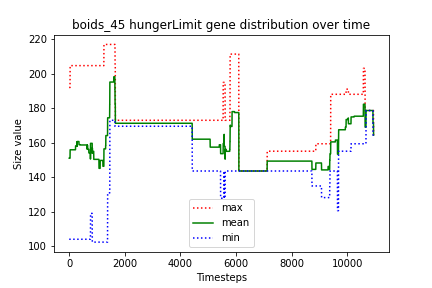 boids_45 hungerLimit gene distribution over time
Size value
220
200
180
160
140
120
100
max
mean
min
0 2000 4000 6000 8000 10000
Timesteps